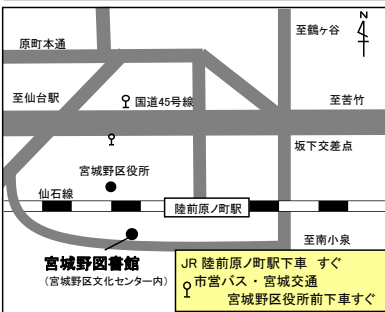 至鶴ヶ谷
N
原町本通
至仙台駅
国道45号線
至苦竹
坂下交差点
宮城野区役所
仙石線
陸前原ノ町駅
至南小泉
宮城野図書館
(宮城野区文化センター内)
JR 陸前原ノ町駅下車 すぐ
市営バス・宮城交通
宮城野区役所前下車すぐ